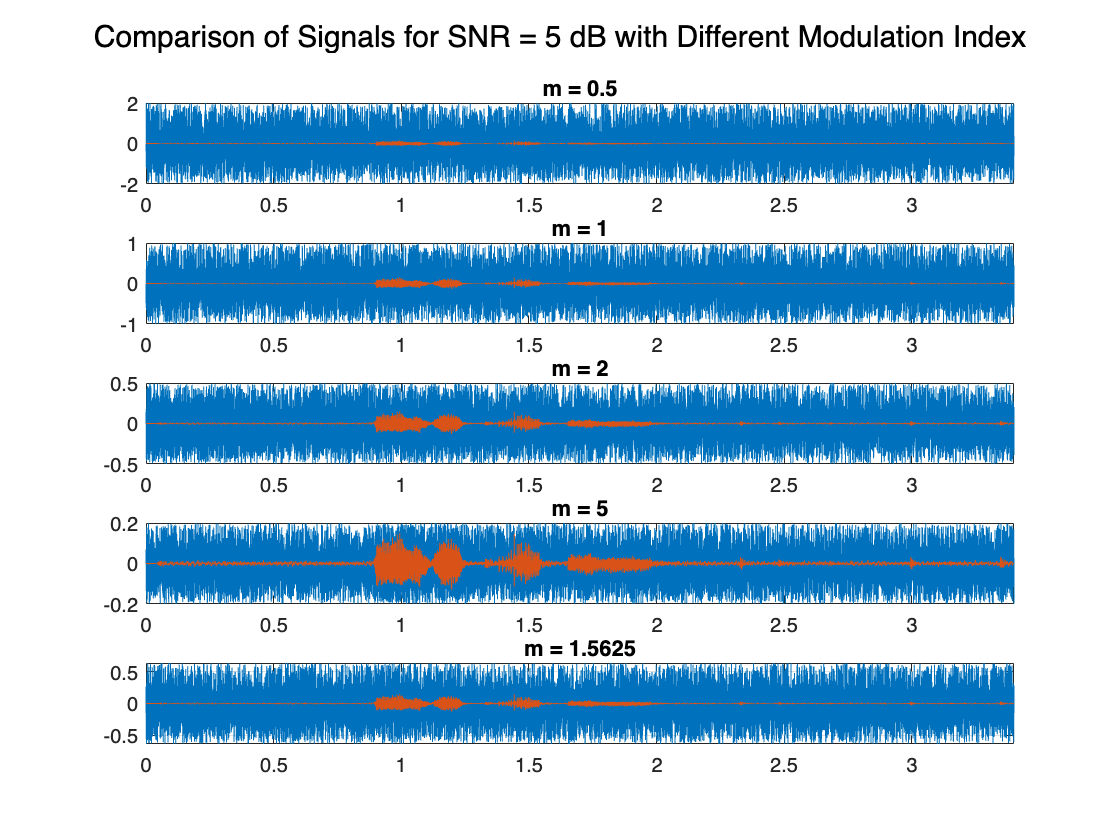 Comparison of Signals for SNR = 5 dB with Different Modulation Index
m = 0.5
2
0
-2
0 0.5 1 1.5 2 2.5 3
m = 1
1
0
-1
0 0.5 1 1.5 2 2.5 3
m = 2
0.5
0
-0.5
0 0.5 1 1.5 2 2.5 3
m = 5
0.2
0
-0.2
0 0.5 1 1.5 2 2.5 3
m = 1.5625
0.5
0
-0.5
0 0.5 1 1.5 2 2.5 3